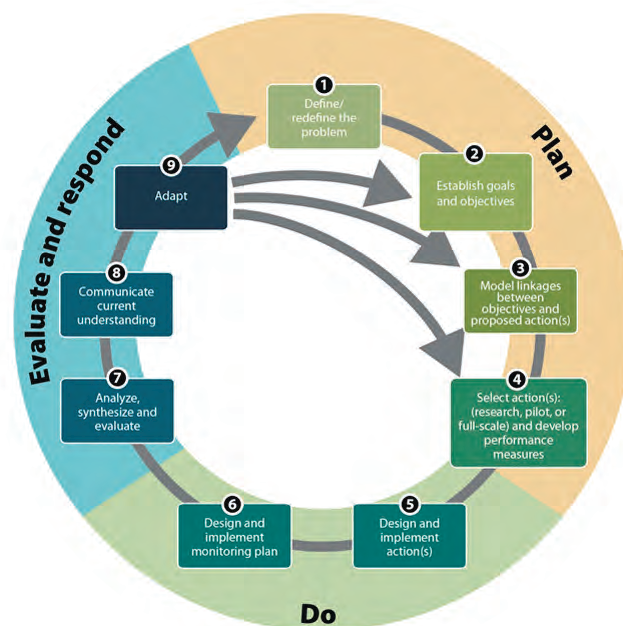 1
Define/
redefine the
problem
2
Establish goals
and objectives
3
Model linkages
between
objectives and
proposed action(s)
4
Select action(s):
(research, pilot, or
full-scale) and develop
performance
measures
5
Design and
implement
action(s)
6
Design and
implement
monitoring plan
7
Analyze,
synthesize and
evaluate
8
Communicate
current
understanding
9
Adapt
Plan
Do
Evaluate and respond